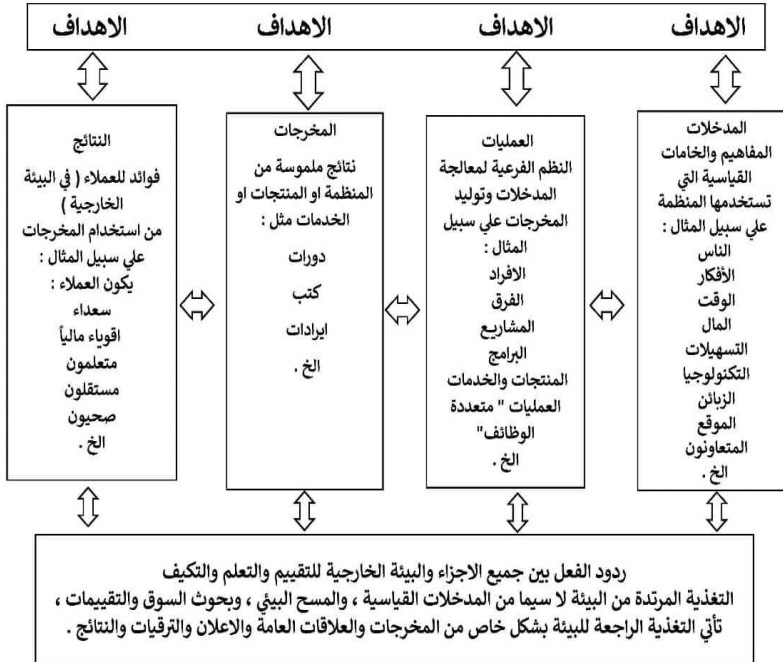 الاهداف الاهداف الاهداف الاهداف
المدخلات
المفاهيم والخامات
القياسية التي
تستخدمها المنظمة
علي سبيل المثال :
الناس
الأفكار
الوقت
المال
التسهيلات
التكنولوجيا
الزبائن
الموقع
المتعاونون
الخ .
العمليات
النظم الفرعية لمعالجة
المدخلات وتوليد
المخرجات علي سبيل
المثال :
الافراد
الفرق
المشاريع
البرامج
المنتجات والخدمات
العمليات " متعددة
الوظائف"
الخ .
المخرجات
نتائج ملموسة من
المنظمة او المنتجات او
الخدمات مثل :
دورات
كتب
ايرادات
الخ .
النتائج
فوائد للعملاء ( في البيئة
الخارجية )
من استخدام المخرجات
علي سبيل المثال :
يكون العملاء :
سعداء
اقوياء مالياً
متعلمون
مستقلون
صحيون
الخ .
ردود الفعل بين جميع الاجزاء والبيئة الخارجية للتقييم والتعلم والتكيف
التغذية المرتدة من البيئة لا سيما من المدخلات القياسية ، والمسح البيئي ، وبحوث السوق والتقييمات ،
تأتي التغذية الراجعة للبيئة بشكل خاص من المخرجات والعلاقات العامة والاعلان والترقيات والنتائج .